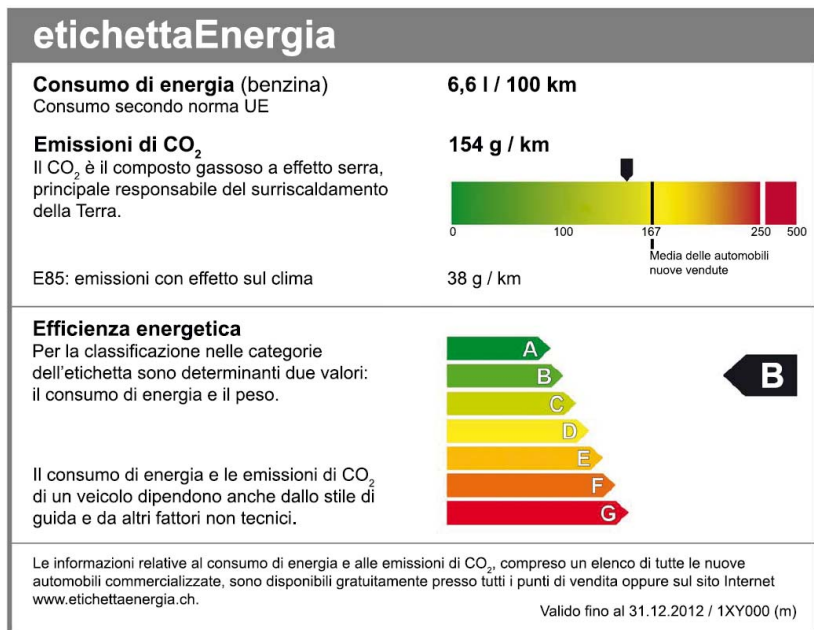 etichettaEnergia
Consumo di energia (benzina) 6,6 l / 100 km
Consumo secondo norma UE
Emissioni di CO₂ 154 g / km
Il CO₂ è il composto gassoso a effetto serra,
principale responsabile del surriscaldamento
della Terra.
0 100 167 250 500
Media delle automobili
nuove vendute
E85: emissioni con effetto sul clima 38 g / km
Efficienza energetica
Per la classificazione nelle categorie
dell'etichetta sono determinanti due valori:
il consumo di energia e il peso.
A
B
C
D
E
F
G
B
Il consumo di energia e le emissioni di CO₂
di un veicolo dipendono anche dallo stile di
guida e da altri fattori non tecnici.
Le informazioni relative al consumo di energia e alle emissioni di CO₂, compreso un elenco di tutte le nuove
automobili commercializzate, sono disponibili gratuitamente presso tutti i punti di vendita oppure sul sito Internet
www.etichettaenergia.ch.
Valido fino al 31.12.2012 / 1XY000 (m)